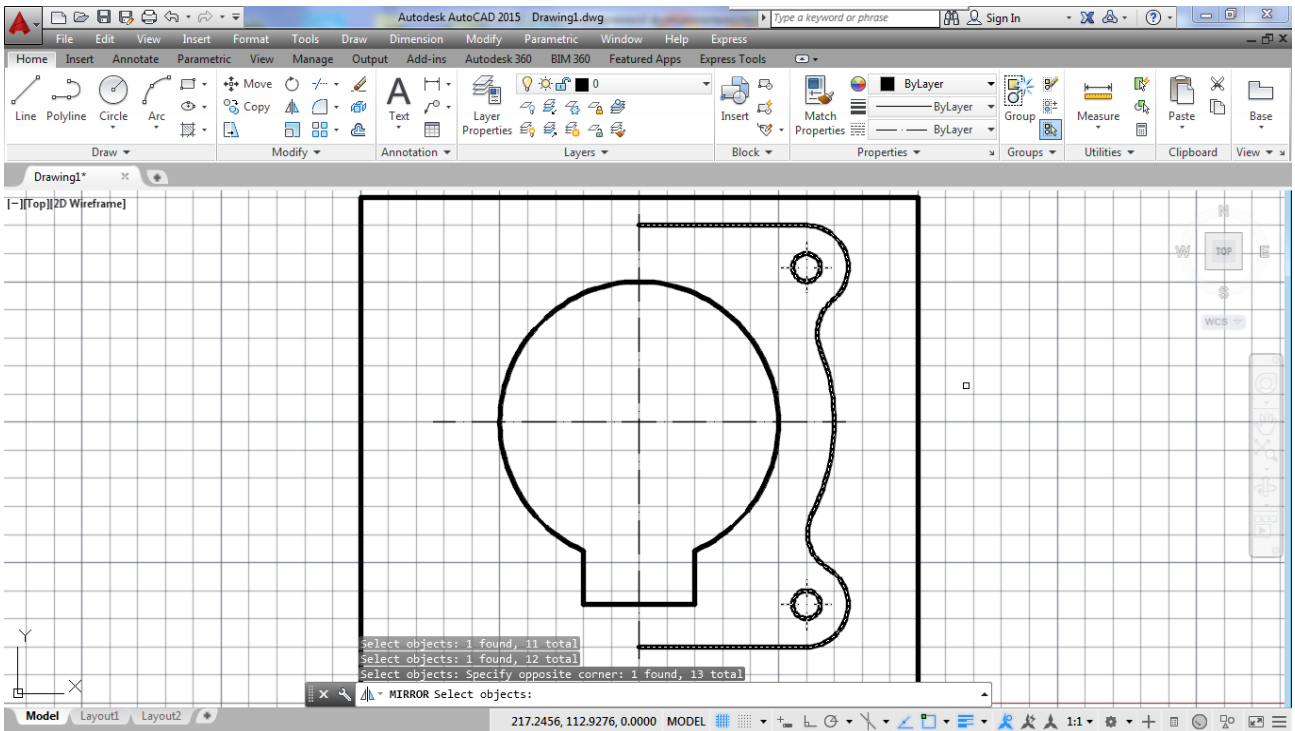 Autodesk AutoCAD 2015 Drawing1.dwg Type a keyword or phrase Sign In
File Edit View Insert Format Tools Draw Dimension Modify Parametric Window Help Express
Home Insert Annotate Parametric View Manage Output Add-ins Autodesk 360 BIM 360 Featured Apps Express Tools
Move 0 ByLayer
Copy ByLayer
Line Polyline Circle Arc Text Layer Insert Match Group Measure Paste Base
Properties Properties ByLayer
Draw Modify Annotation Layers Block Properties Groups Utilities Clipboard View
Drawing1*
[−][Top][2D Wireframe]
N
W TOP E
S
WCS
Y
X
Select objects: 1 found, 11 total
Select objects: 1 found, 12 total
Select objects: Specify opposite corner: 1 found, 13 total
MIRROR Select objects:
Model Layout1 Layout2 217.2456, 112.9276, 0.0000 MODEL 1:1